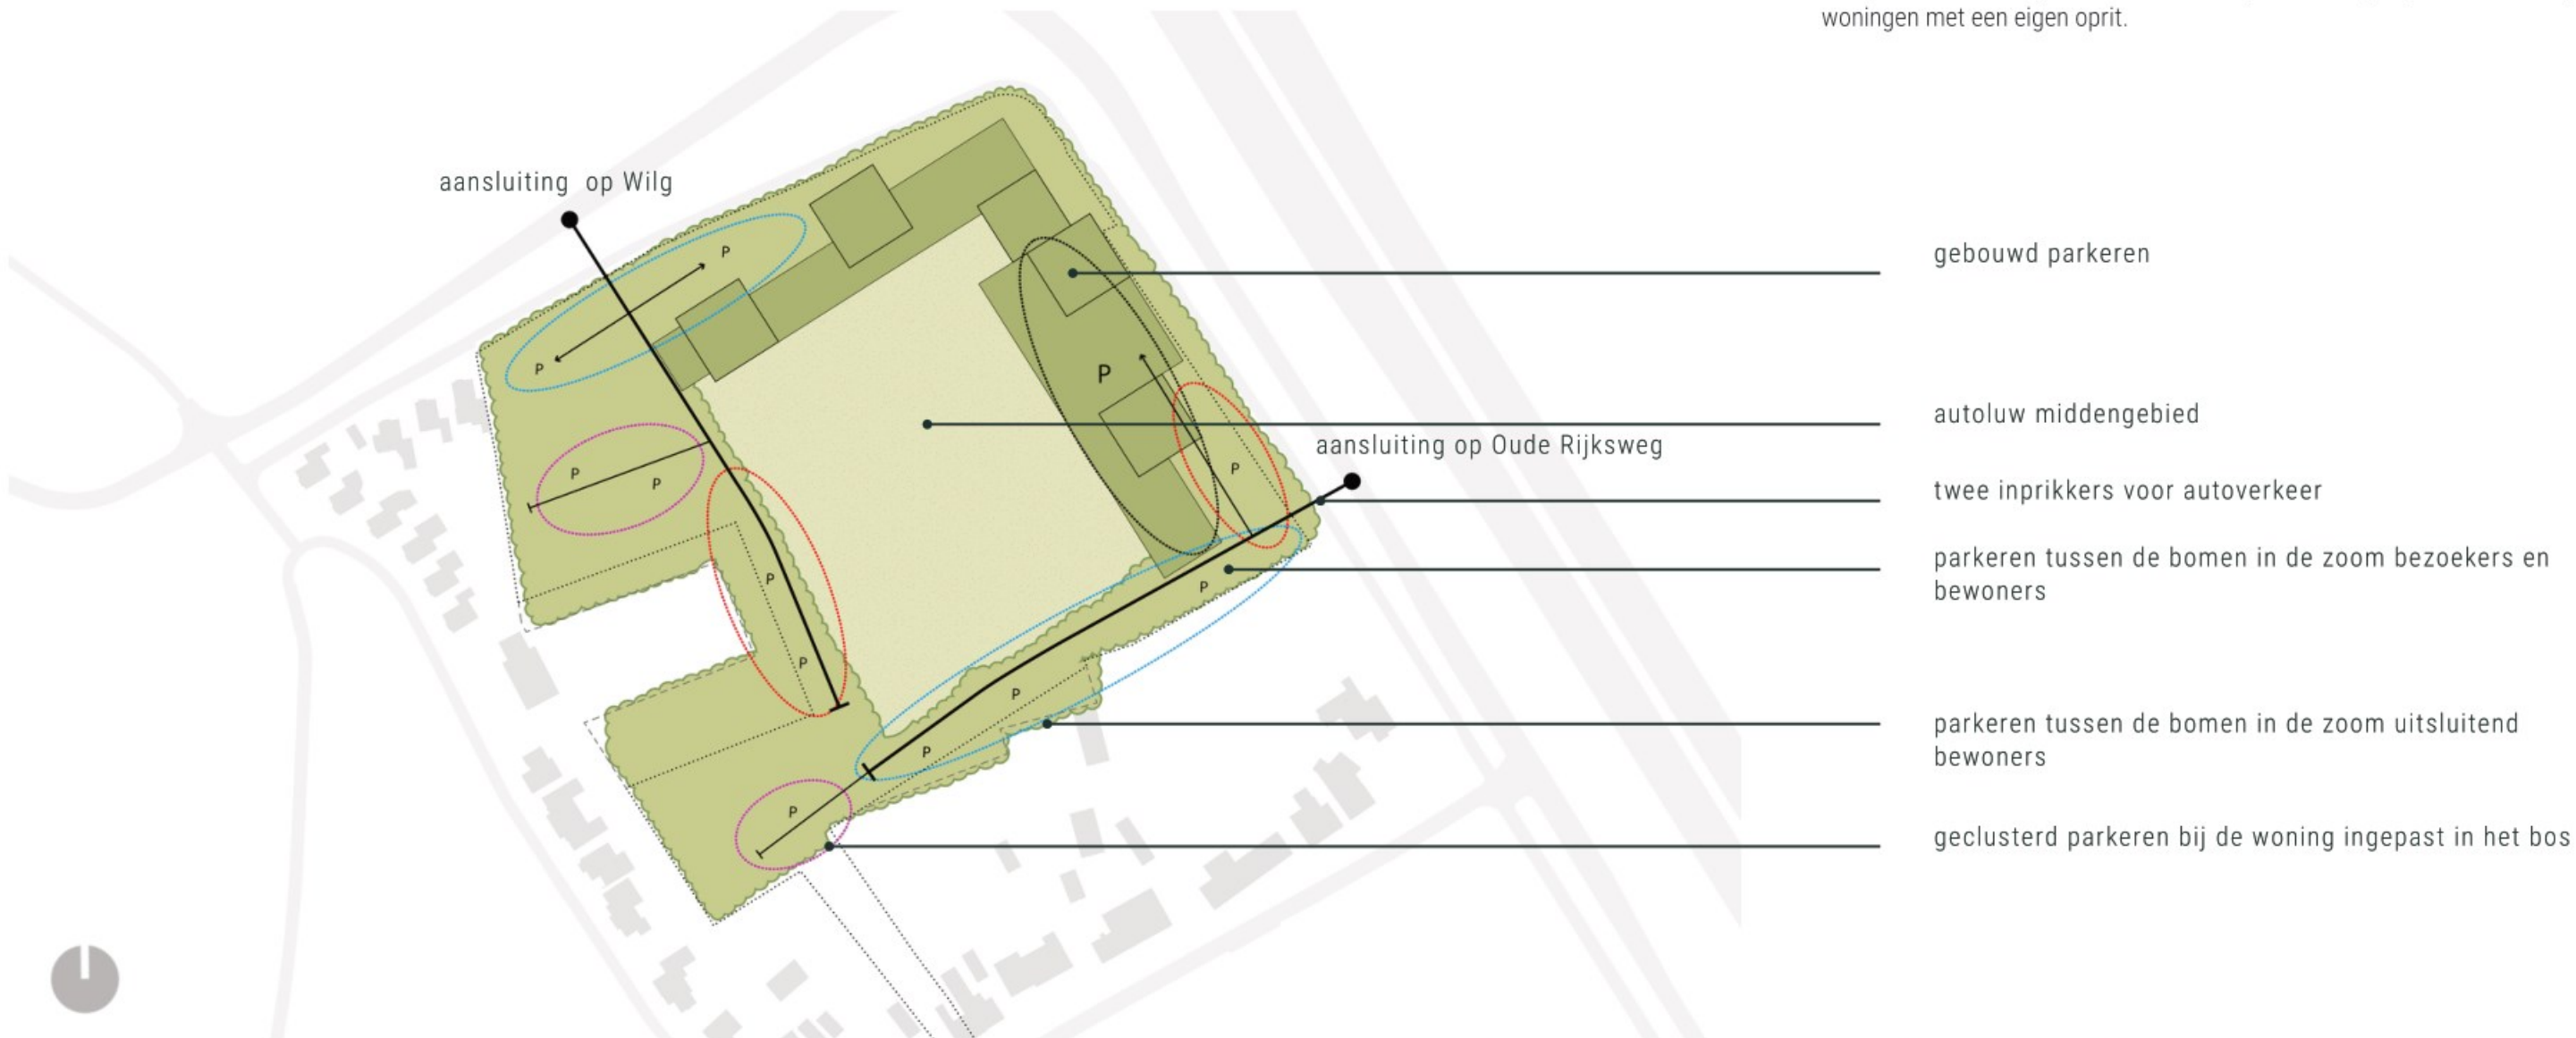 woningen met een eigen oprit.
aansluiting op Wilg
P
P
gebouwd parkeren
P
autoluw middengebied
aansluiting op Oude Rijksweg
P
P
P
twee inprikkers voor autoverkeer
parkeren tussen de bomen in de zoom bezoekers en
bewoners
P
P
P
P
parkeren tussen de bomen in de zoom uitsluitend
bewoners
P
P
geclusterd parkeren bij de woning ingepast in het bos